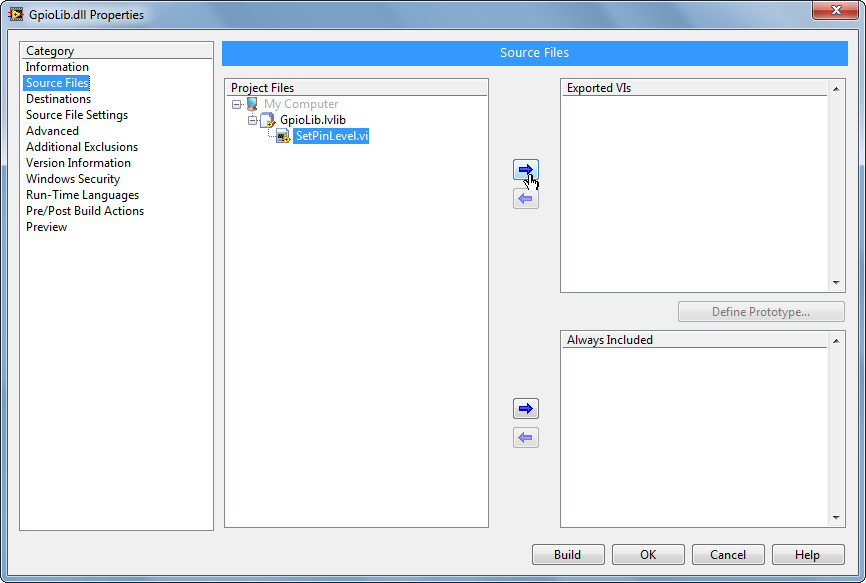 GpioLib.dll Properties
Category
Information
Source Files
Destinations
Source File Settings
Advanced
Additional Exclusions
Version Information
Windows Security
Run-Time Languages
Pre/Post Build Actions
Preview
Source Files
Project Files
My Computer
GpioLib.lvlib
SetPinLevel.vi
Exported VIs
Define Prototype...
Always Included
Build
OK
Cancel
Help